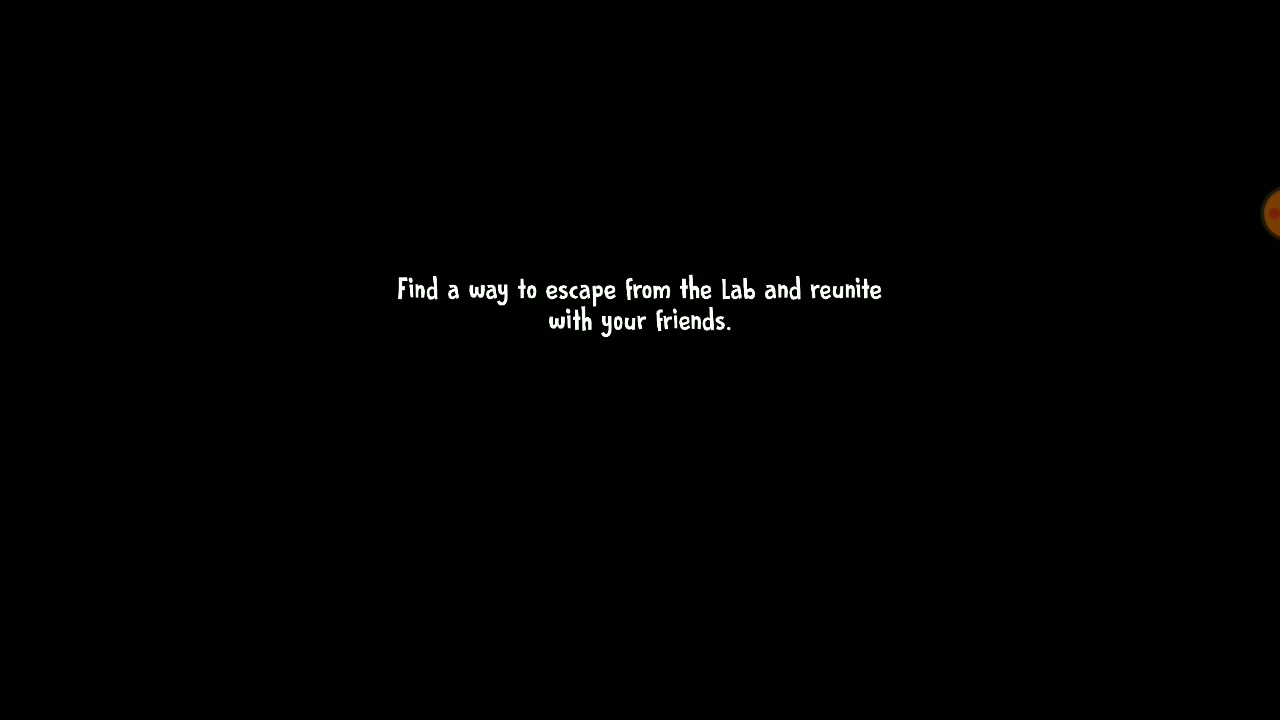 Find a way to escape from the Lab and reunite
with your friends.